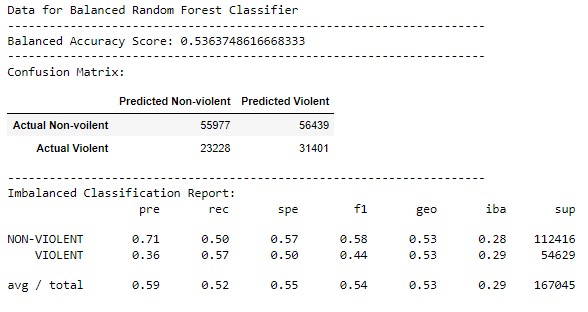 Data for Balanced Random Forest Classifier
------------------------------------------------------------------
Balanced Accuracy Score: 0.5363748616668333
------------------------------------------------------------------
Confusion Matrix:
Predicted Non-violent Predicted Violent
Actual Non-voilent 55977 56439
Actual Violent 23228 31401
------------------------------------------------------------------
Imbalanced Classification Report:
pre rec spe f1 geo iba sup
NON-VIOLENT 0.71 0.50 0.57 0.58 0.53 0.28 112416
VIOLENT 0.36 0.57 0.50 0.44 0.53 0.29 54629
avg / total 0.59 0.52 0.55 0.54 0.53 0.29 167045